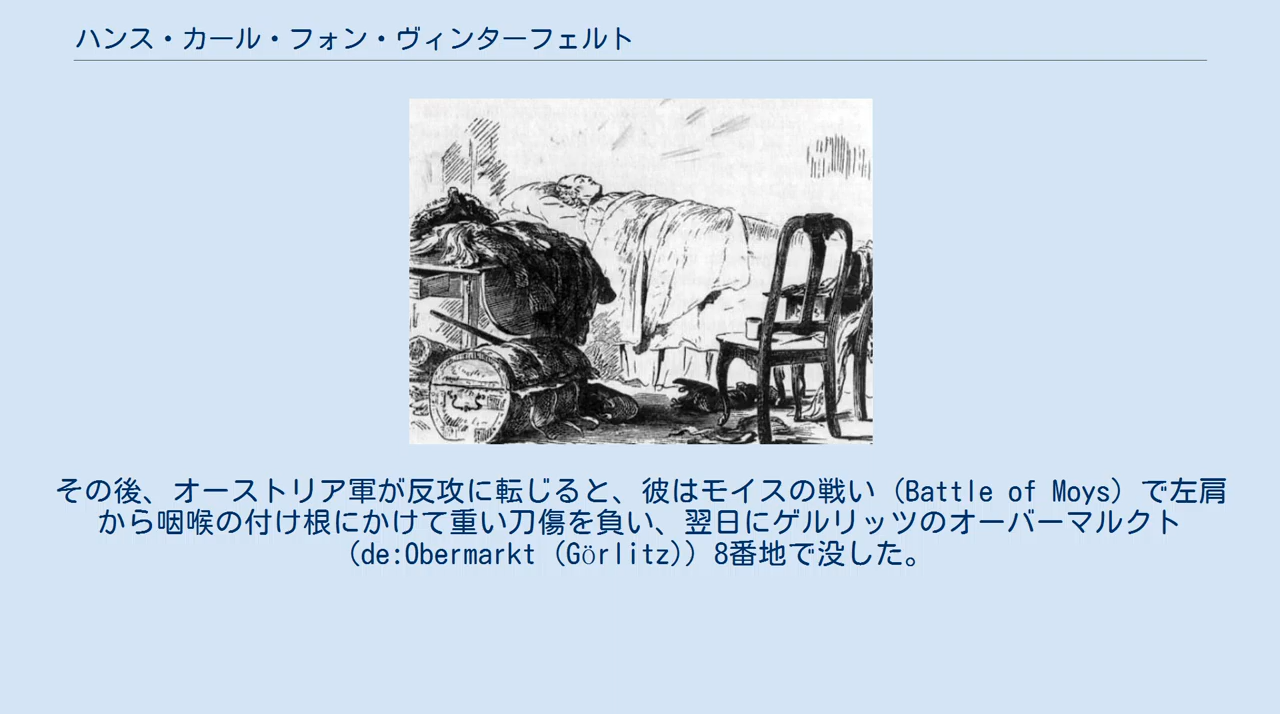 ハンス・カール・フォン・ヴィンターフェルト
その後、オーストリア軍が反攻に転じると、彼はモイスの戦い（Battle of Moys）で左肩
から咽喉の付け根にかけて重い刀傷を負い、翌日にゲルリッツのオーバーマルクト
（de:Obermarkt（Görlitz））8番地で没した。